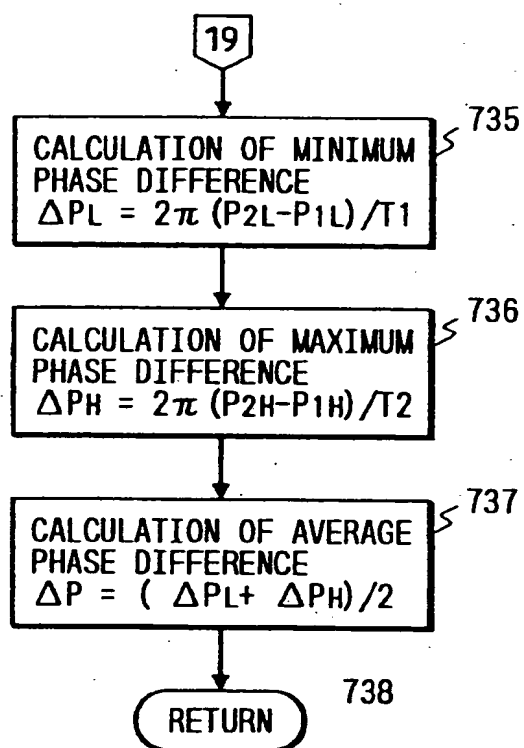 19
735
CALCULATION OF MINIMUM
PHASE DIFFERENCE
ΔPL = 2π (P2L-P1L)/T1
736
CALCULATION OF MAXIMUM
PHASE DIFFERENCE
ΔPH = 2π (P2H-P1H)/T2
737
CALCULATION OF AVERAGE
PHASE DIFFERENCE
ΔP = ( ΔPL+ ΔPH)/2
738
RETURN